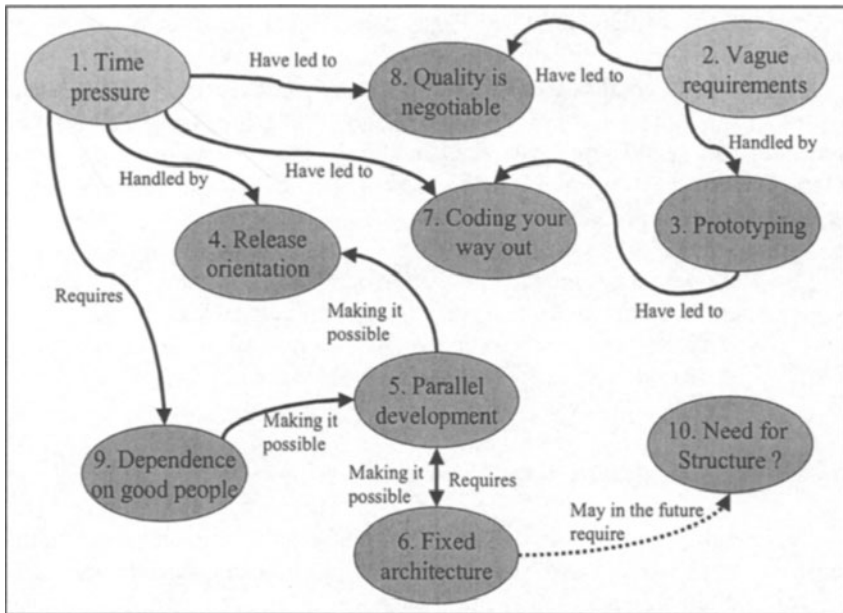 1. Time
pressure
Have led to
8. Quality is
negotiable
Have led to
2. Vague
requirements
Handled by
Have led to
Handled by
4. Release
orientation
7. Coding your
way out
3. Prototyping
Requires
Making it
possible
Have led to
5. Parallel
development
Making it
possible
9. Dependence
on good people
10. Need for
Structure ?
Making it
possible
Requires
May in the future
require
6. Fixed
architecture